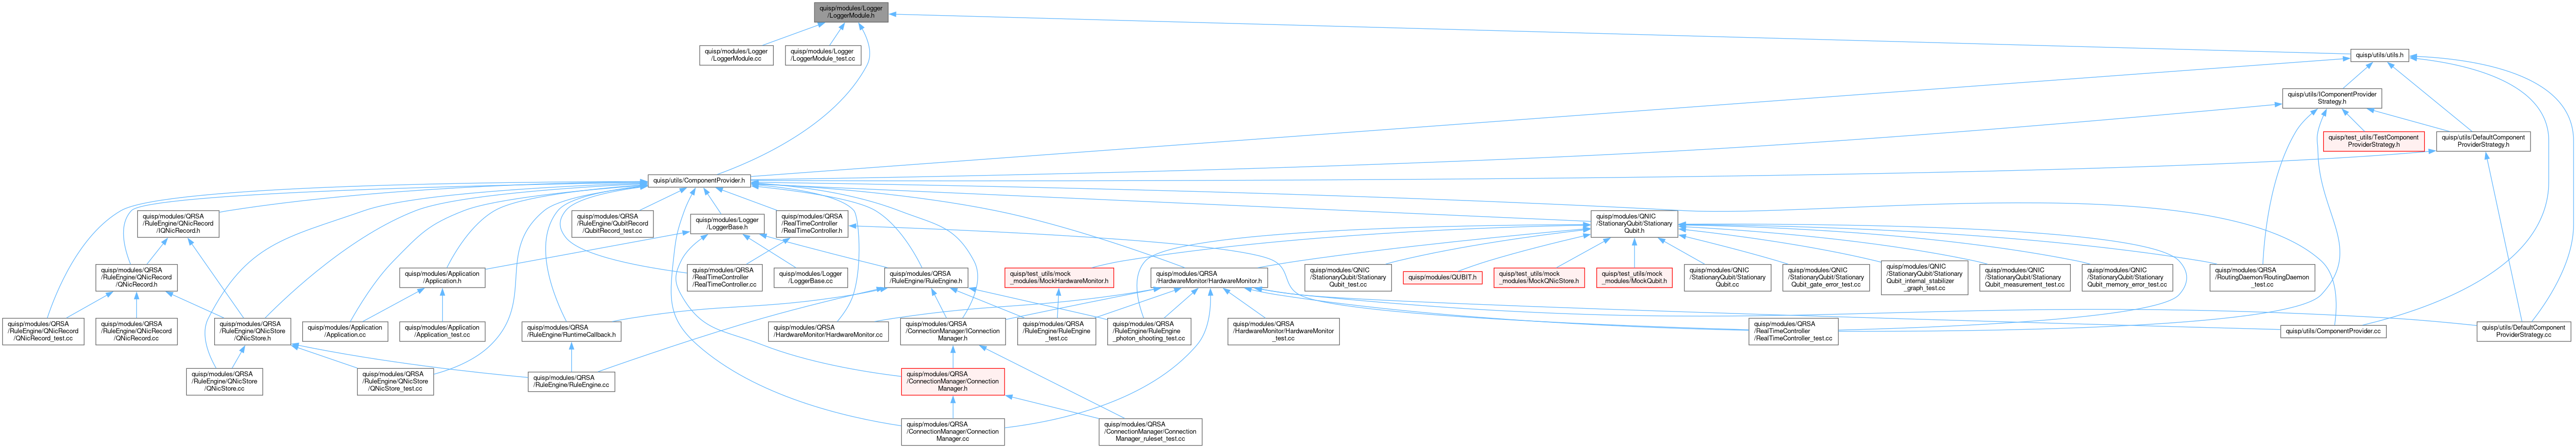 quisp/modules/Logger
/LoggerModule.h
quisp/modules/Logger
/LoggerModule.cc
quisp/modules/Logger
/LoggerModule_test.cc
quisp/utils/utils.h
quisp/utils/IComponentProvider
Strategy.h
quisp/test_utils/TestComponent
ProviderStrategy.h
quisp/utils/DefaultComponent
ProviderStrategy.h
quisp/utils/ComponentProvider.h
quisp/modules/QRSA
/RuleEngine/QNicRecord
/IQNicRecord.h
quisp/modules/QRSA
/RuleEngine/QubitRecord
/QubitRecord_test.cc
quisp/modules/Logger
/LoggerBase.h
quisp/modules/QRSA
/RealTimeController
/RealTimeController.h
quisp/modules/QNIC
/StationaryQubit/Stationary
Qubit.h
quisp/modules/QRSA
/RuleEngine/QNicRecord
/QNicRecord.h
quisp/modules/Application
/Application.h
quisp/modules/QRSA
/RealTimeController
/RealTimeController.cc
quisp/modules/Logger
/LoggerBase.cc
quisp/modules/QRSA
/RuleEngine/RuleEngine.h
quisp/test_utils/mock
_modules/MockHardwareMonitor.h
quisp/modules/QRSA
/HardwareMonitor/HardwareMonitor.h
quisp/modules/QNIC
/StationaryQubit/Stationary
Qubit_test.cc
quisp/modules/QUBIT.h
quisp/test_utils/mock
_modules/MockQNicStore.h
quisp/test_utils/mock
_modules/MockQubit.h
quisp/modules/QNIC
/StationaryQubit/Stationary
Qubit.cc
quisp/modules/QNIC
/StationaryQubit/Stationary
Qubit_gate_error_test.cc
quisp/modules/QNIC
/StationaryQubit/Stationary
Qubit_internal_stabilizer
_graph_test.cc
quisp/modules/QNIC
/StationaryQubit/Stationary
Qubit_measurement_test.cc
quisp/modules/QNIC
/StationaryQubit/Stationary
Qubit_memory_error_test.cc
quisp/modules/QRSA
/RoutingDaemon/RoutingDaemon
_test.cc
quisp/modules/QRSA
/RuleEngine/QNicRecord
/QNicRecord_test.cc
quisp/modules/QRSA
/RuleEngine/QNicRecord
/QNicRecord.cc
quisp/modules/QRSA
/RuleEngine/QNicStore
/QNicStore.h
quisp/modules/Application
/Application.cc
quisp/modules/Application
/Application_test.cc
quisp/modules/QRSA
/RuleEngine/RuntimeCallback.h
quisp/modules/QRSA
/HardwareMonitor/HardwareMonitor.cc
quisp/modules/QRSA
/ConnectionManager/IConnection
Manager.h
quisp/modules/QRSA
/RuleEngine/RuleEngine
_test.cc
quisp/modules/QRSA
/RuleEngine/RuleEngine
_photon_shooting_test.cc
quisp/modules/QRSA
/HardwareMonitor/HardwareMonitor
_test.cc
quisp/modules/QRSA
/RealTimeController
/RealTimeController_test.cc
quisp/utils/ComponentProvider.cc
quisp/utils/DefaultComponent
ProviderStrategy.cc
quisp/modules/QRSA
/RuleEngine/QNicStore
/QNicStore.cc
quisp/modules/QRSA
/RuleEngine/QNicStore
/QNicStore_test.cc
quisp/modules/QRSA
/RuleEngine/RuleEngine.cc
quisp/modules/QRSA
/ConnectionManager/Connection
Manager.h
quisp/modules/QRSA
/ConnectionManager/Connection
Manager.cc
quisp/modules/QRSA
/ConnectionManager/Connection
Manager_ruleset_test.cc